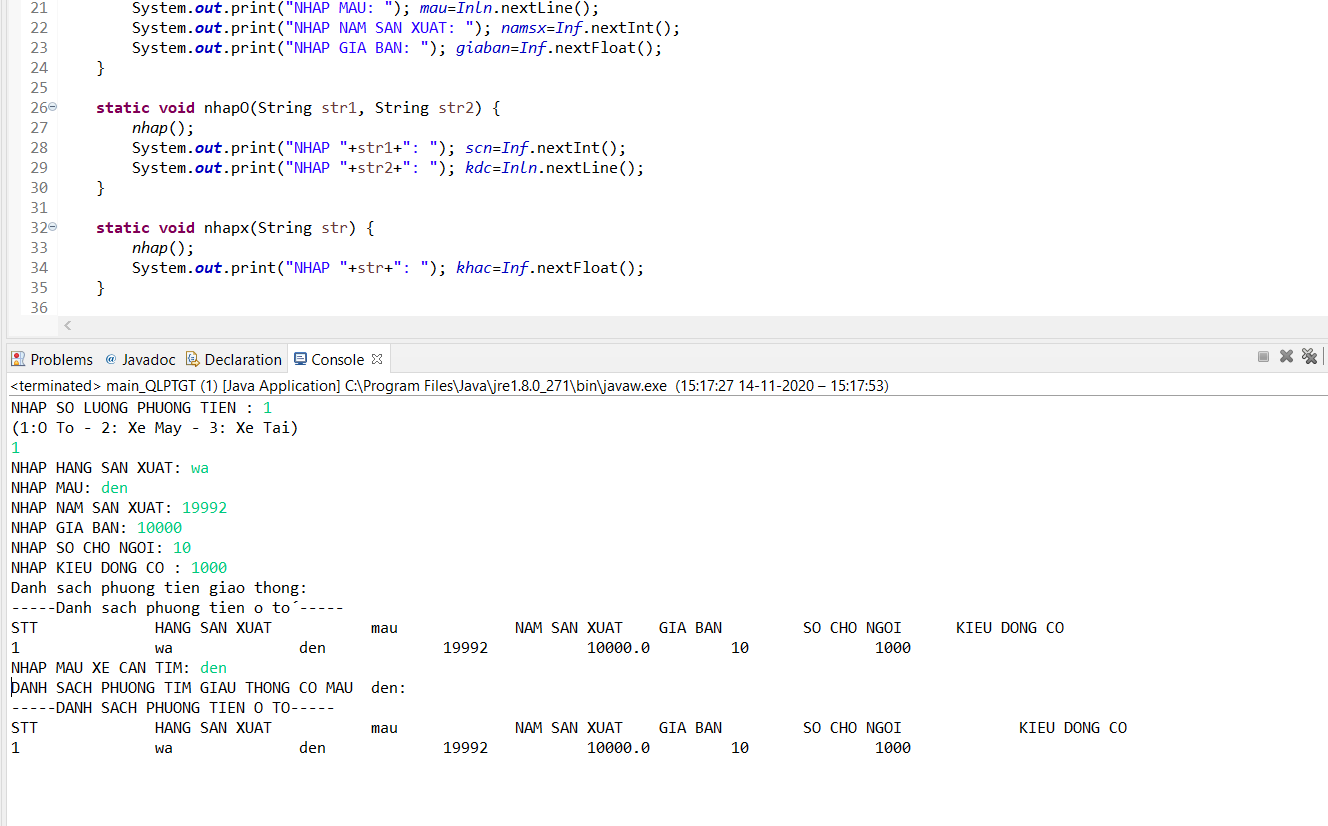 21 System.out.print("NHAP MAU: "); mau=Inln.nextLine();
22 System.out.print("NHAP NAM SAN XUAT: "); namsx=Inf.nextInt();
23 System.out.print("NHAP GIA BAN: "); giaban=Inf.nextFloat();
24 }
25
26 static void nhapO(String str1, String str2) {
27 nhap();
28 System.out.print("NHAP "+str1+": "); scn=Inf.nextInt();
29 System.out.print("NHAP "+str2+": "); kdc=Inln.nextLine();
30 }
31
32 static void nhapx(String str) {
33 nhap();
34 System.out.print("NHAP "+str+": "); khac=Inf.nextFloat();
35 }
36
Problems @ Javadoc Declaration Console
<terminated> main_QLPTGT (1) [Java Application] C:\Program Files\Java\jre1.8.0_271\bin\javaw.exe (15:17:27 14-11-2020 – 15:17:53)
NHAP SO LUONG PHUONG TIEN : 1
(1:O To - 2: Xe May - 3: Xe Tai)
1
NHAP HANG SAN XUAT: wa
NHAP MAU: den
NHAP NAM SAN XUAT: 19992
NHAP GIA BAN: 10000
NHAP SO CHO NGOI: 10
NHAP KIEU DONG CO : 1000
Danh sach phuong tien giao thong:
-----Danh sach phuong tien o to´-----
STT HANG SAN XUAT mau NAM SAN XUAT GIA BAN SO CHO NGOI KIEU DONG CO
1 wa den 19992 10000.0 10 1000
NHAP MAU XE CAN TIM: den
DANH SACH PHUONG TIM GIAU THONG CO MAU den:
-----DANH SACH PHUONG TIEN O TO-----
STT HANG SAN XUAT mau NAM SAN XUAT GIA BAN SO CHO NGOI KIEU DONG CO
1 wa den 19992 10000.0 10 1000